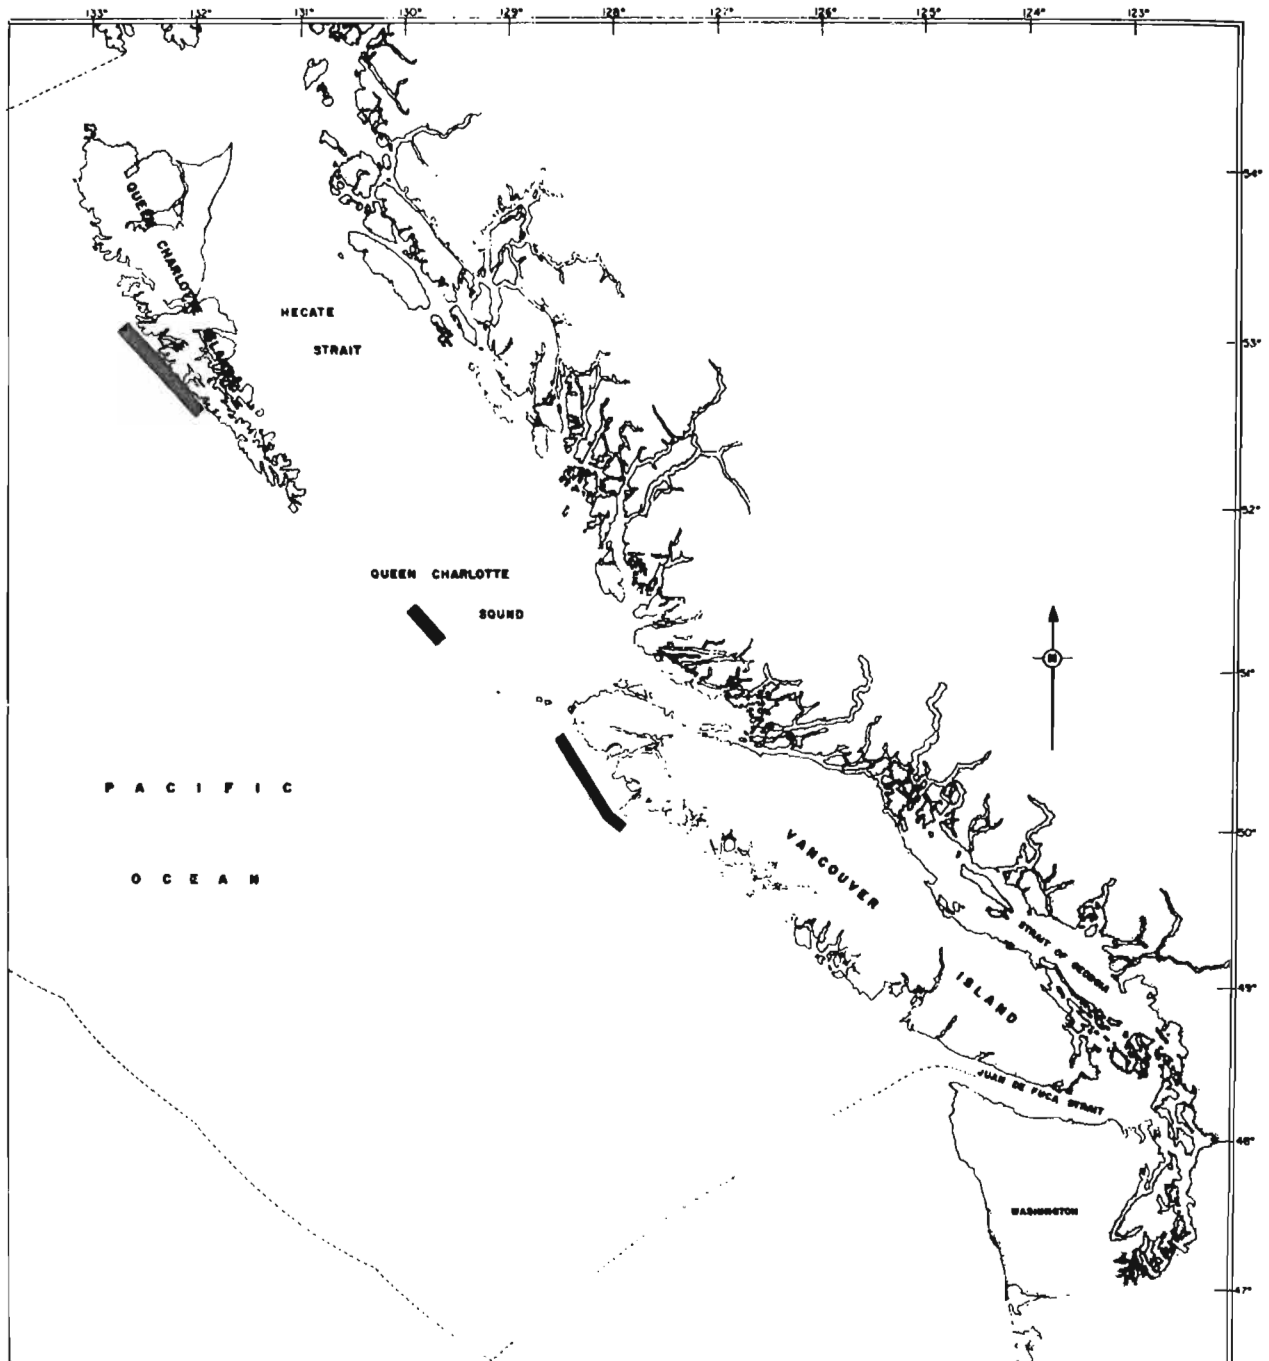 133° 132° 131° 130° 129° 128° 127° 126° 125° 124° 123°
54°
QUEEN CHARLOTTE ISLANDS
HECATE
STRAIT
53°
52°
QUEEN CHARLOTTE
SOUND
N
51°
PACIFIC
OCEAN
50°
VANCOUVER
ISLAND
STRAIT OF GEORGIA
49°
JUAN DE FUCA STRAIT
48°
WASHINGTON
47°